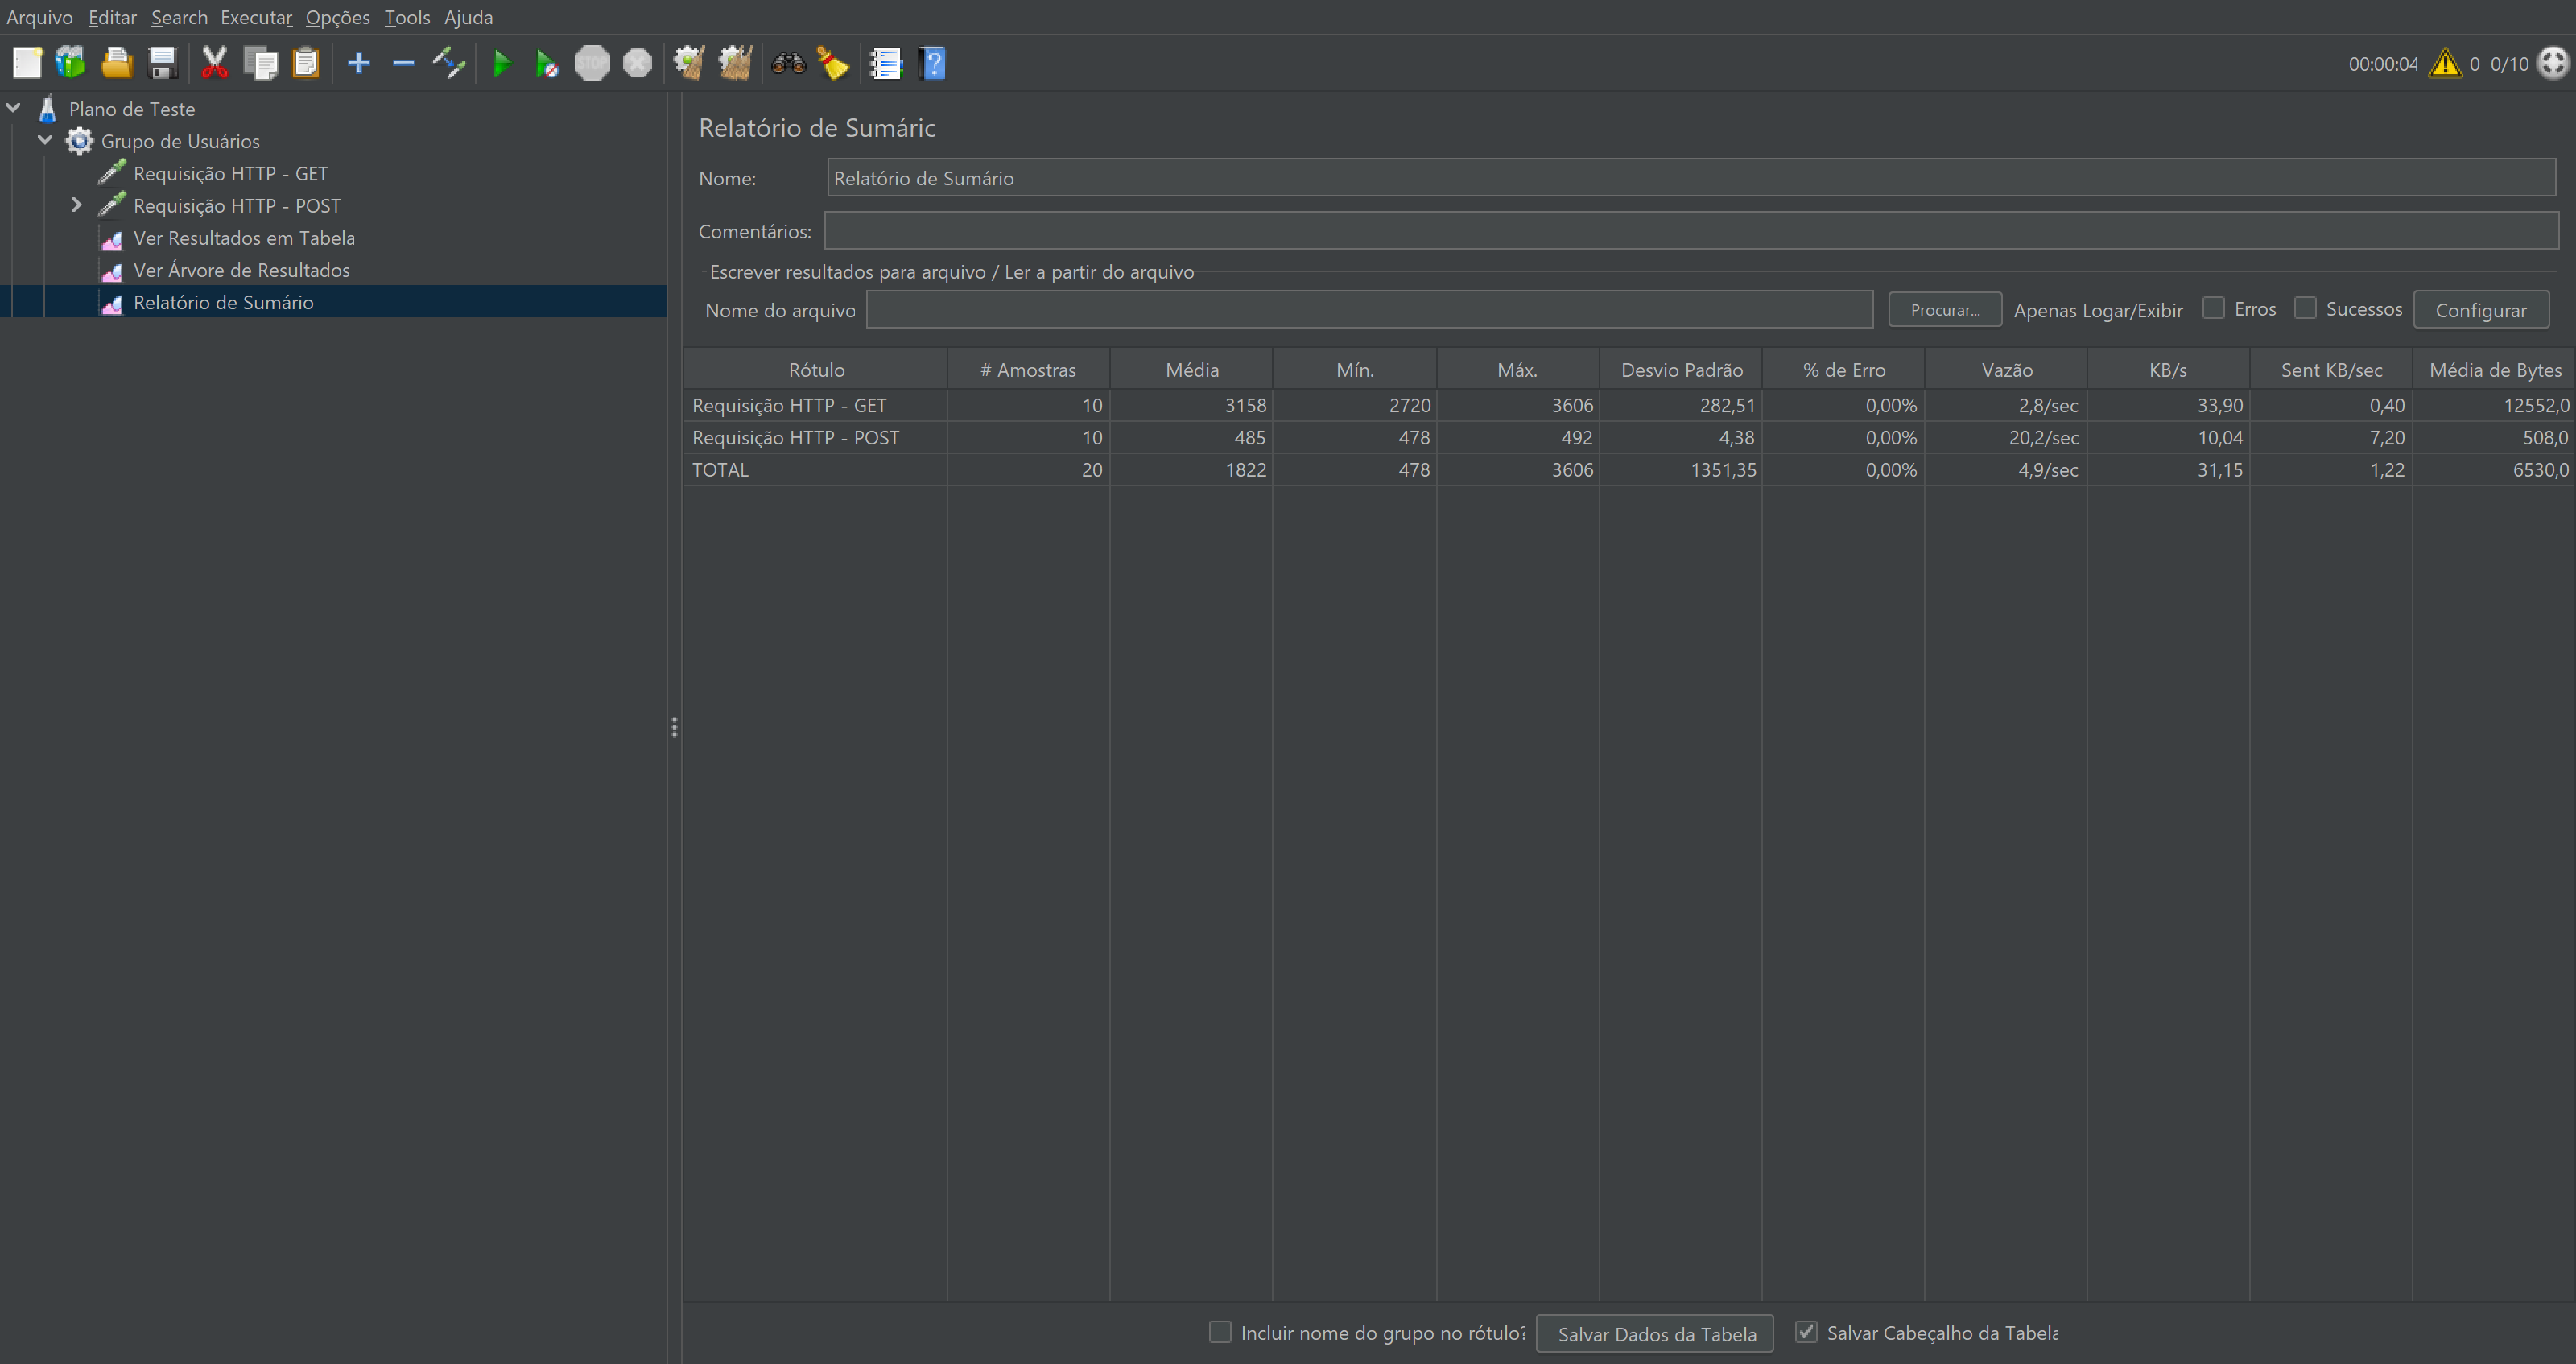 Arquivo Editar Search Executar Opções Tools Ajuda
STOP
?
00:00:04 0 0/10
Plano de Teste
Grupo de Usuários
Requisição HTTP - GET
Requisição HTTP - POST
Ver Resultados em Tabela
Ver Árvore de Resultados
Relatório de Sumário
Relatório de Sumáric
Nome: Relatório de Sumário
Comentários:
Escrever resultados para arquivo / Ler a partir do arquivo
Nome do arquivo Procurar... Apenas Logar/Exibir Erros Sucessos Configurar
Rótulo # Amostras Média Mín. Máx. Desvio Padrão % de Erro Vazão KB/s Sent KB/sec Média de Bytes
Requisição HTTP - GET 10 3158 2720 3606 282,51 0,00% 2,8/sec 33,90 0,40 12552,0
Requisição HTTP - POST 10 485 478 492 4,38 0,00% 20,2/sec 10,04 7,20 508,0
TOTAL 20 1822 478 3606 1351,35 0,00% 4,9/sec 31,15 1,22 6530,0
Incluir nome do grupo no rótulo? Salvar Dados da Tabela Salvar Cabeçalho da Tabela